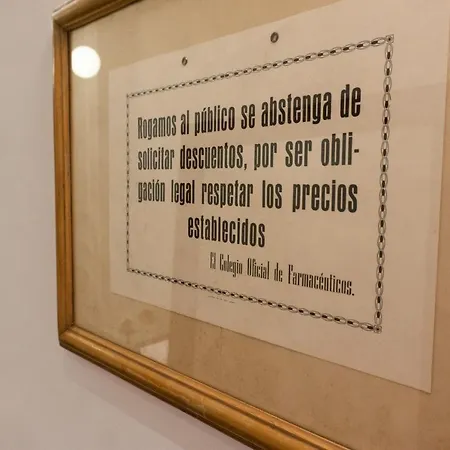 Rogamos al público se abstenga de
solicitar descuentos, por ser obli-
gación legal respetar los precios
establecidos
El Colegio Oficial de Farmacéuticos.